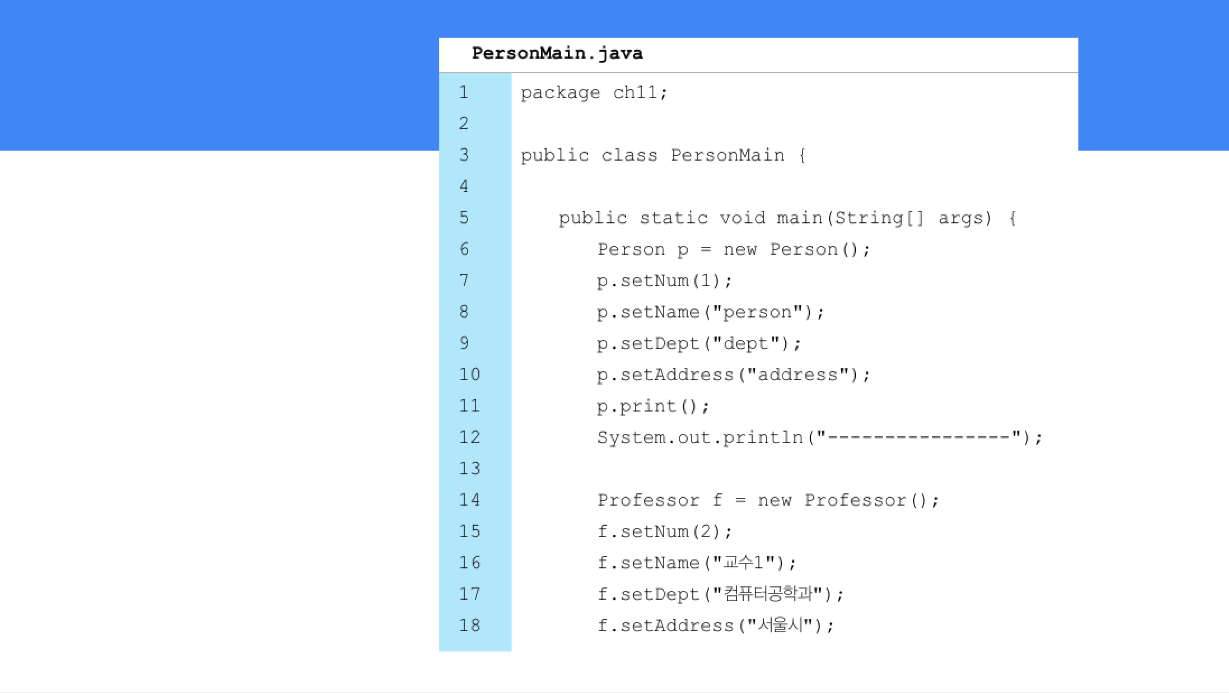 PersonMain.java
1 package ch11;
2
3 public class PersonMain {
4
5 public static void main(String[] args) {
6 Person p = new Person();
7 p.setNum(1);
8 p.setName("person");
9 p.setDept("dept");
10 p.setAddress("address");
11 p.print();
12 System.out.println("----------------");
13
14 Professor f = new Professor();
15 f.setNum(2);
16 f.setName("교수1");
17 f.setDept("컴퓨터공학과");
18 f.setAddress("서울시");